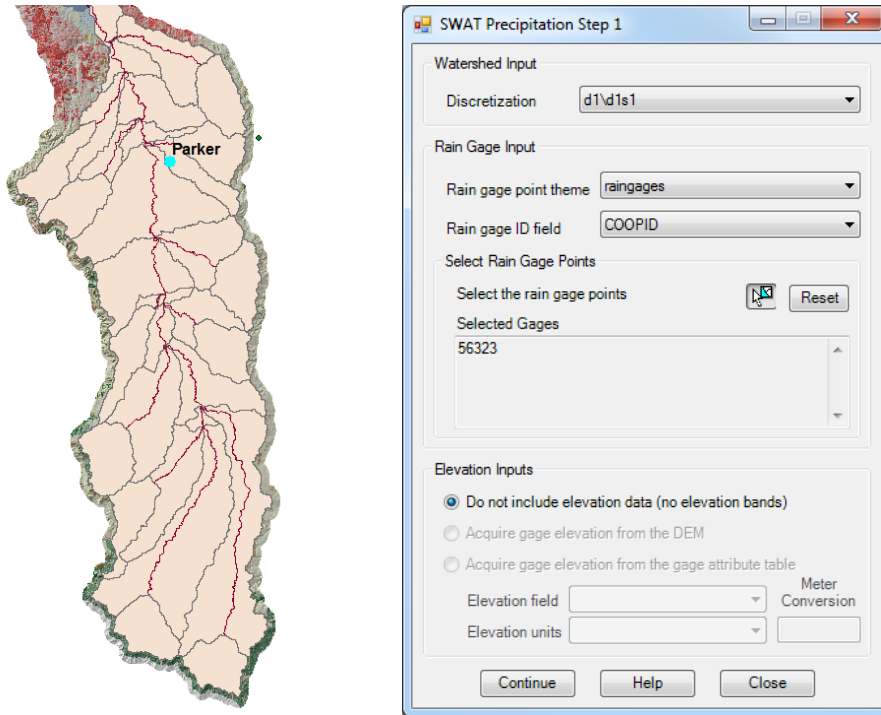 Parker
SWAT Precipitation Step 1
Watershed Input
Discretization d1\d1s1
Rain Gage Input
Rain gage point theme raingages
Rain gage ID field COOPID
Select Rain Gage Points
Select the rain gage points Reset
Selected Gages
56323
Elevation Inputs
Do not include elevation data (no elevation bands)
Acquire gage elevation from the DEM
Acquire gage elevation from the gage attribute table
Meter
Elevation field Conversion
Elevation units
Continue Help Close